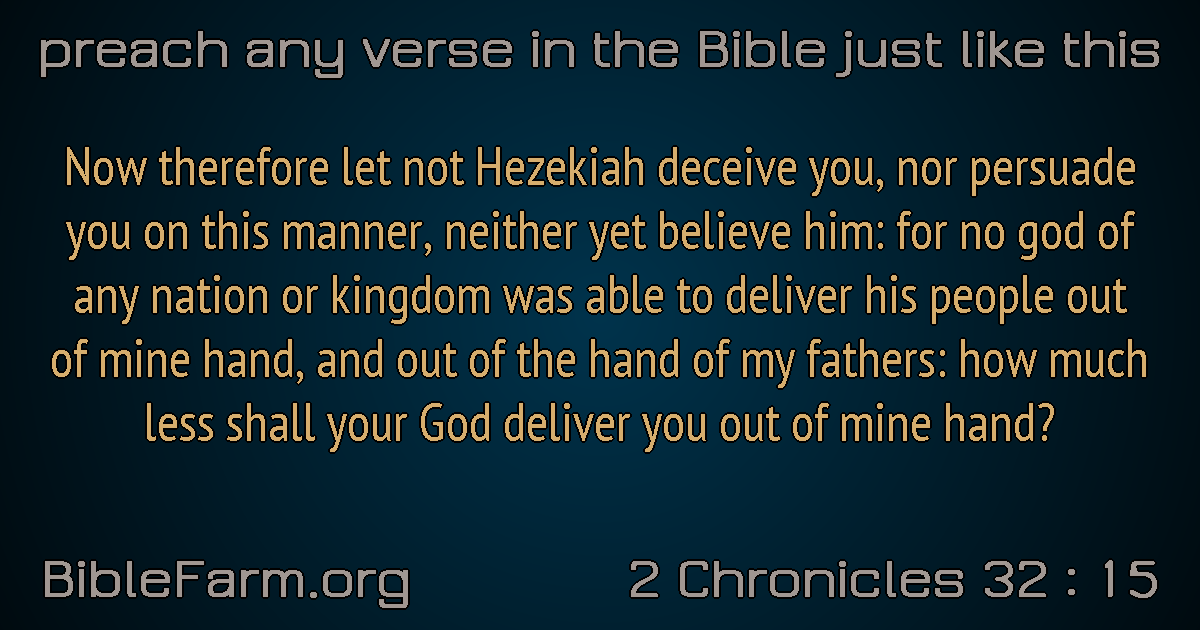 preach any verse in the Bible just like this
Now therefore let not Hezekiah deceive you, nor persuade
you on this manner, neither yet believe him: for no god of
any nation or kingdom was able to deliver his people out
of mine hand, and out of the hand of my fathers: how much
less shall your God deliver you out of mine hand?
BibleFarm.org
2 Chronicles 32 : 15